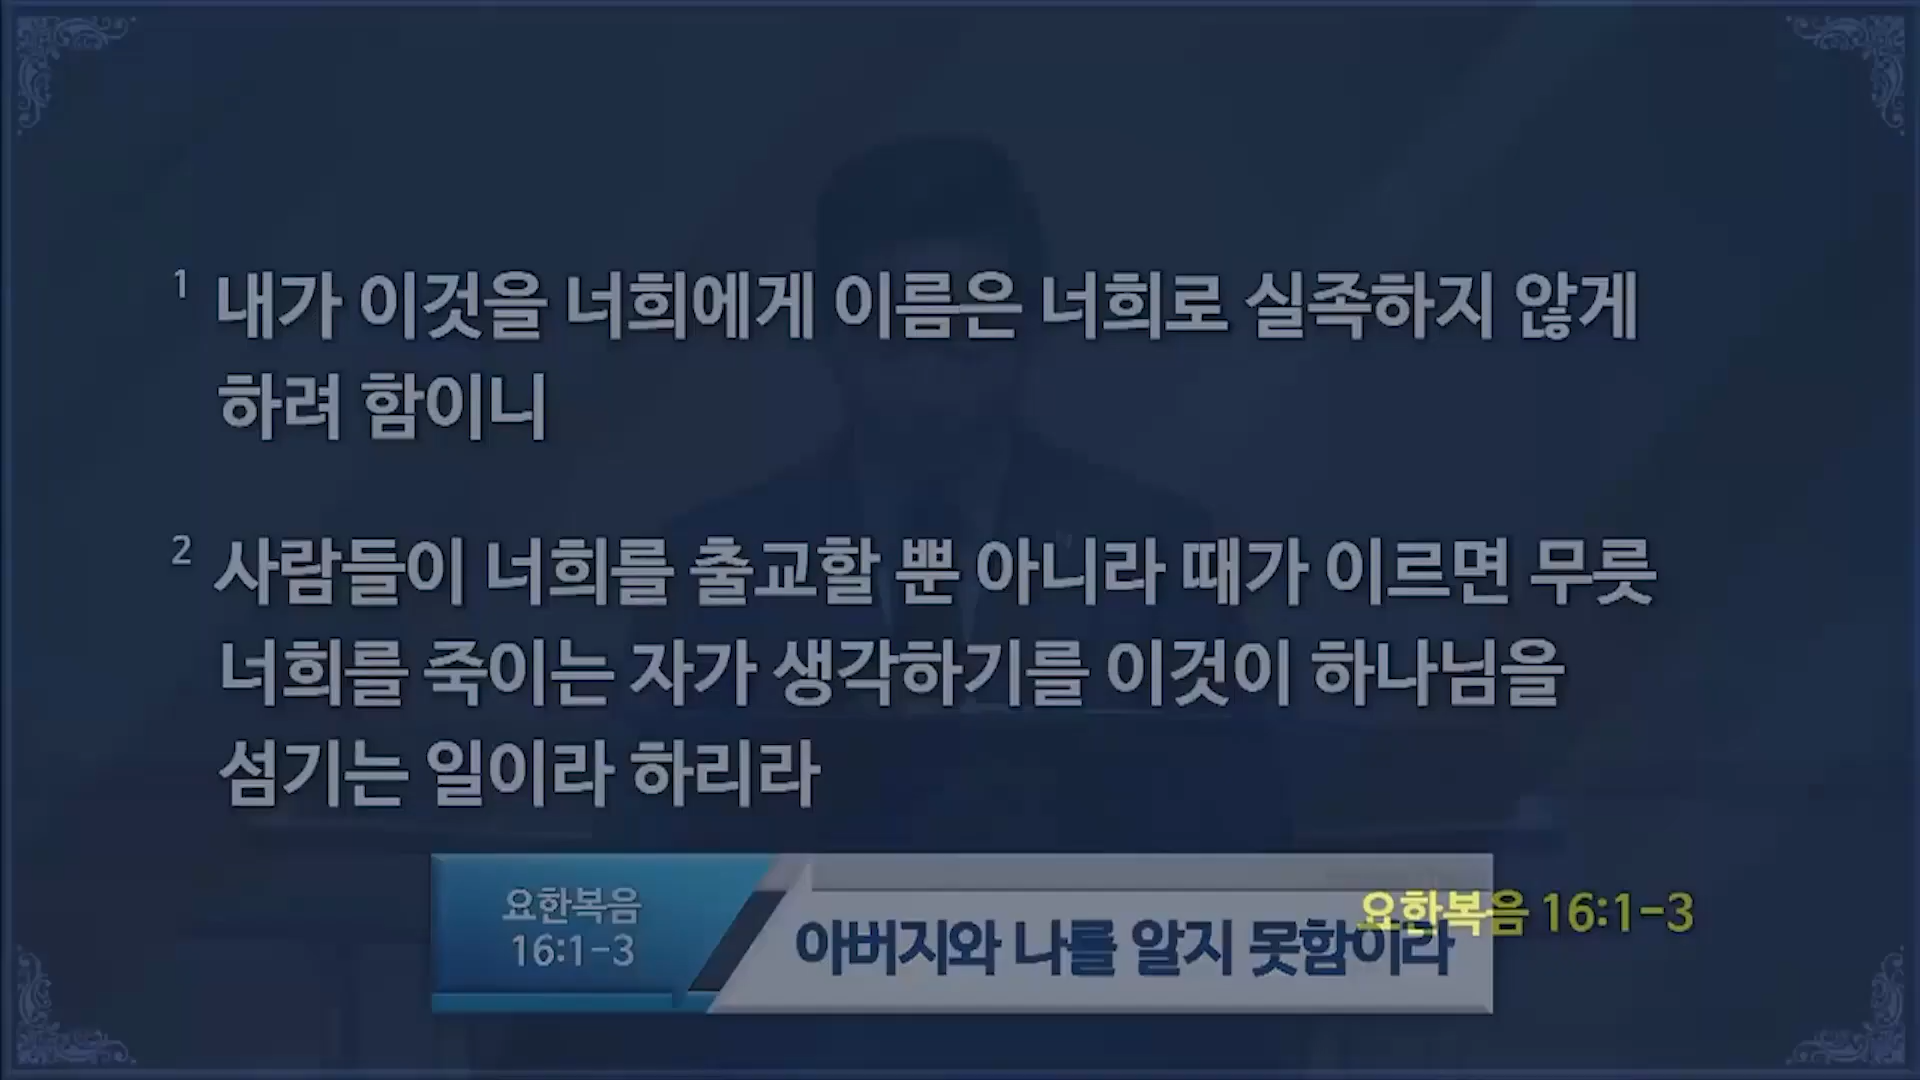 1 내가 이것을 너희에게 이름은 너희로 실족하지 않게
하려 함이니
2 사람들이 너희를 출교할 뿐 아니라 때가 이르면 무릇
너희를 죽이는 자가 생각하기를 이것이 하나님을
섬기는 일이라 하리라
요한복음
16:1-3
아버지와 나를 알지 못함이라
요한복음 16:1-3